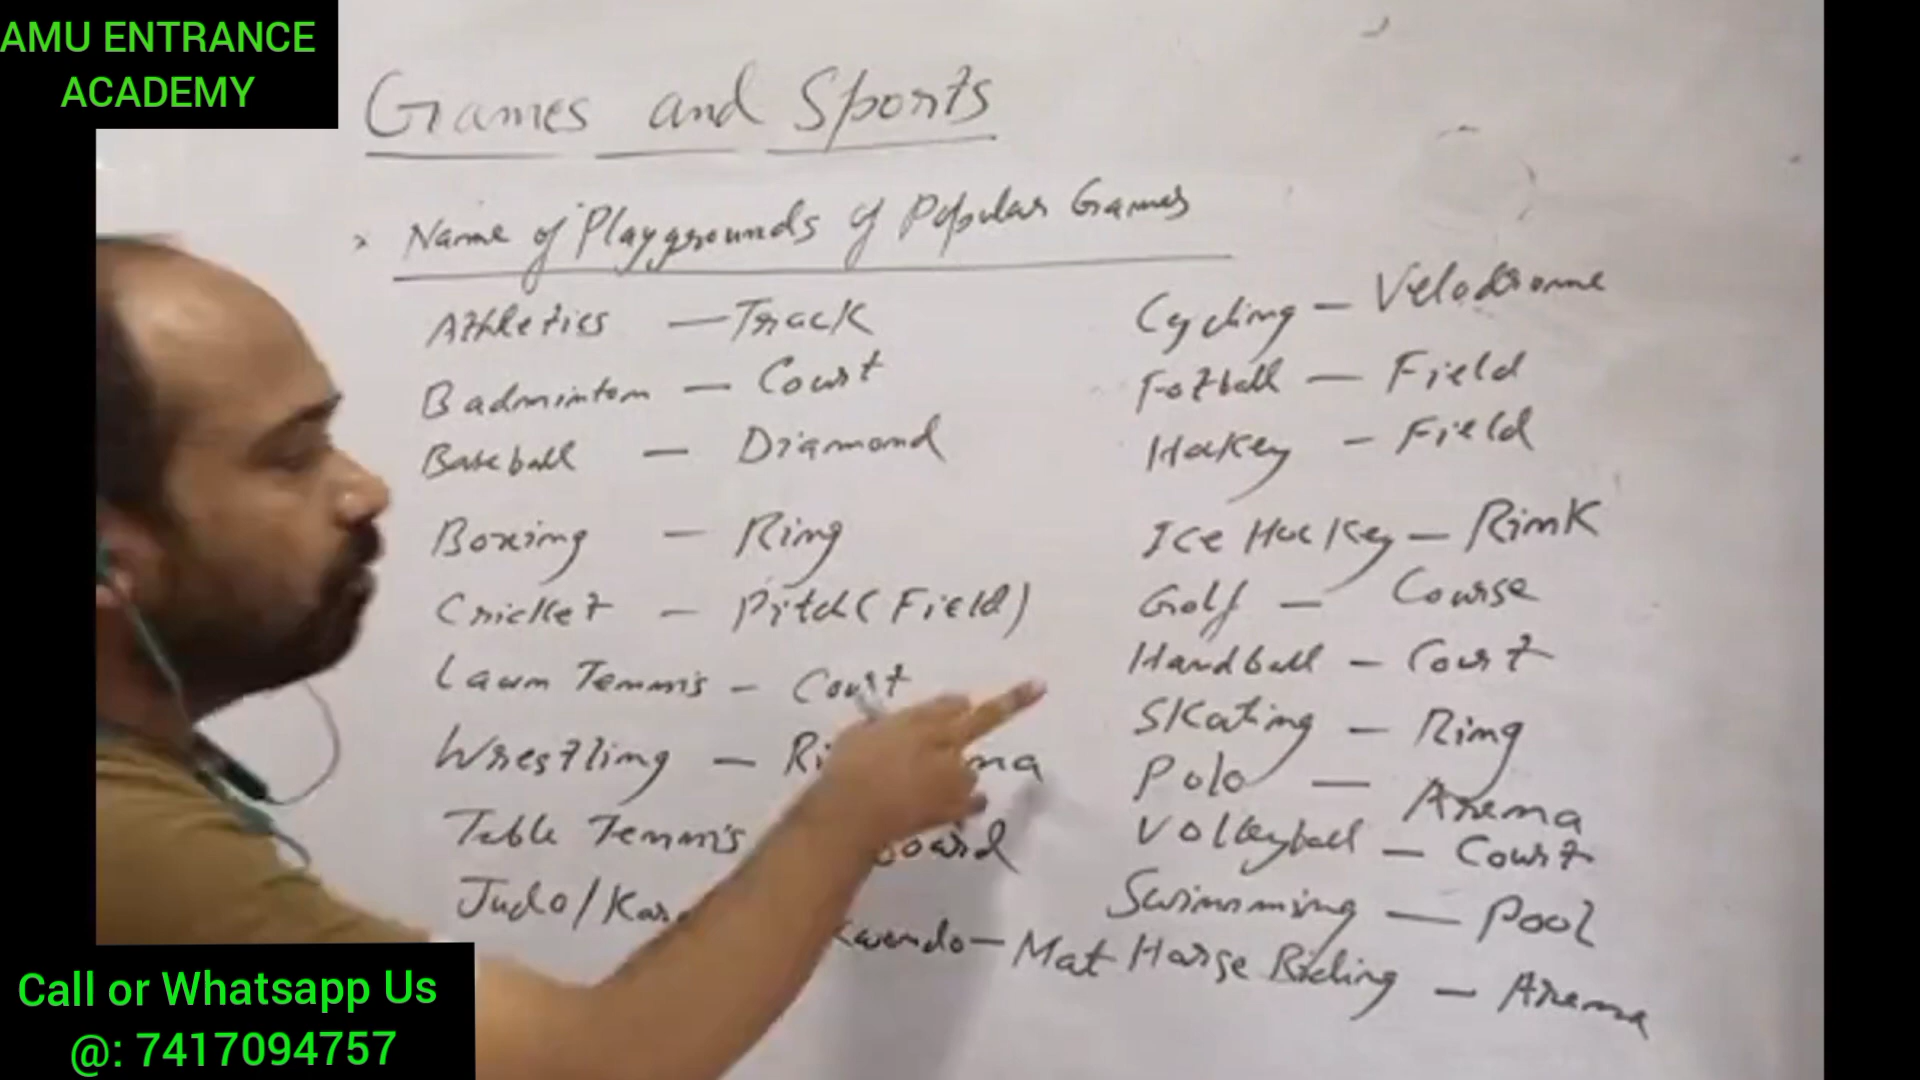 AMU ENTRANCE
ACADEMY
Games and Sports
Name of Playgrounds of Popular Games
Athletics — Track
Badminton — Court
Baseball — Diamond
Boxing — Ring
Cricket — Pitch (Field)
Lawn Tennis — Court
Wrestling —
Table Tennis
Judo/
— Mat
Cycling — Velodrome
Football — Field
Hockey — Field
Ice Hockey — Rink
Golf — Course
Handball — Court
Skating — Ring
Polo — Arena
Volleyball — Court
Swimming — Pool
Horse Riding — Arena
Call or Whatsapp Us
@: 7417094757